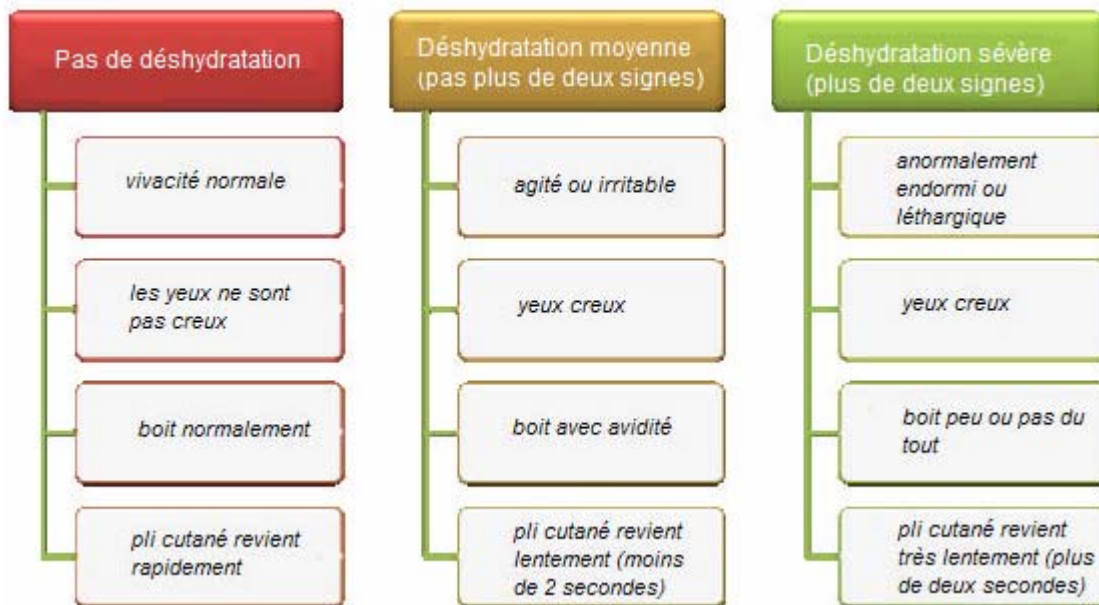 Pas de déshydratation
vivacité normale
les yeux ne sont
pas creux
boit normalement
pli cutané revient
rapidement
Déshydratation moyenne
(pas plus de deux signes)
agité ou irritable
yeux creux
boit avec avidité
pli cutané revient
lentement (moins
de 2 secondes)
Déshydratation sévère
(plus de deux signes)
anormalement
endormi ou
léthargique
yeux creux
boit peu ou pas du
tout
pli cutané revient
très lentement (plus
de deux secondes)